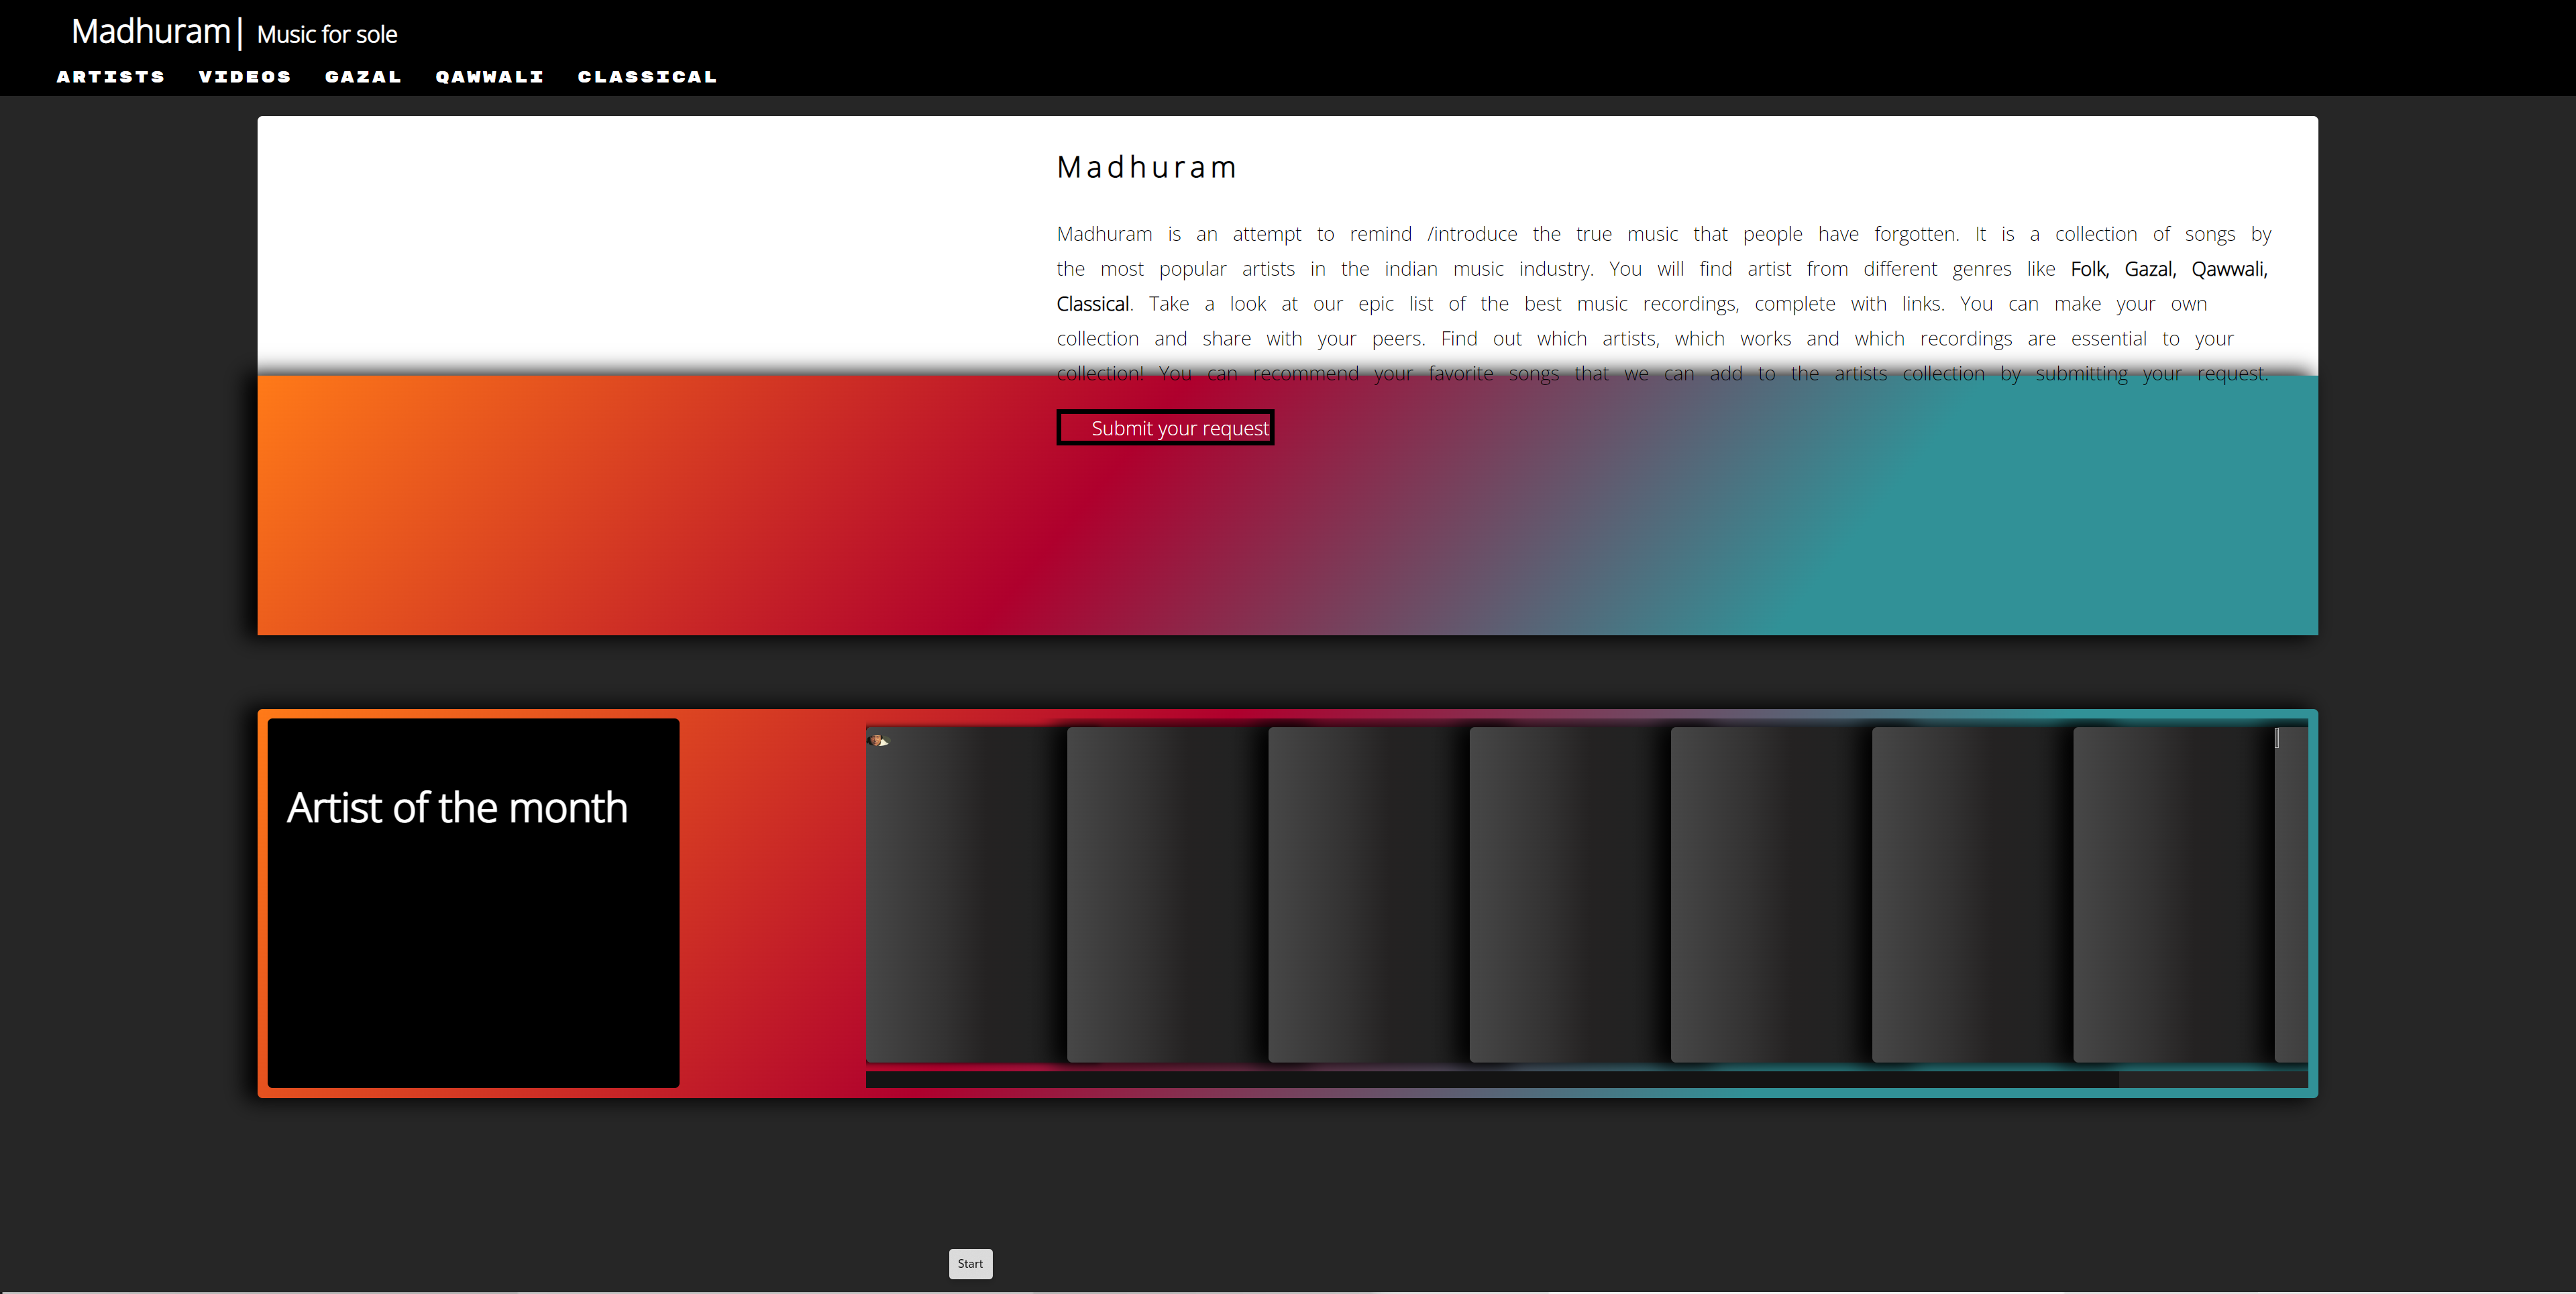 Madhuram| Music for sole
ARTISTS VIDEOS GAZAL QAWWALI CLASSICAL
Madhuram
Madhuram is an attempt to remind /introduce the true music that people have forgotten. It is a collection of songs by
the most popular artists in the indian music industry. You will find artist from different genres like Folk, Gazal, Qawwali,
Classical. Take a look at our epic list of the best music recordings, complete with links. You can make your own
collection and share with your peers. Find out which artists, which works and which recordings are essential to your
collection! You can recommend your favorite songs that we can add to the artists collection by submitting your request.
Submit your request
Artist of the month
Start